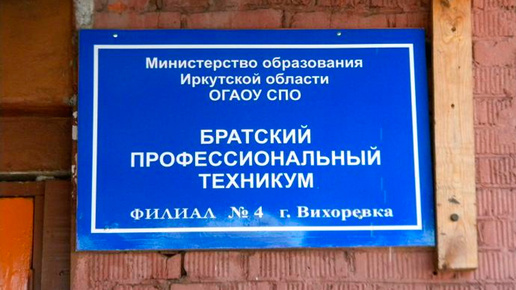 Министерство образования
Иркутской области
ОГАОУ СПО
БРАТСКИЙ
ПРОФЕССИОНАЛЬНЫЙ
ТЕХНИКУМ
ФИЛИАЛ № 4 г. Вихоревка